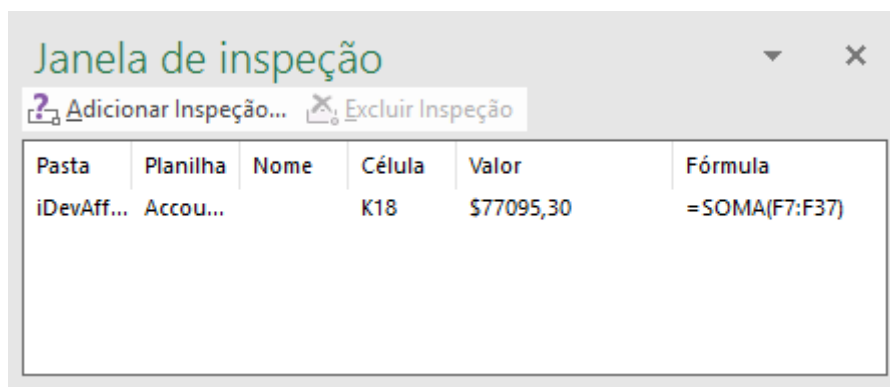 Janela de inspeção
Adicionar Inspeção... Excluir Inspeção
Pasta Planilha Nome Célula Valor Fórmula
iDevAff... Accou... K18 $77095,30 =SOMA(F7:F37)